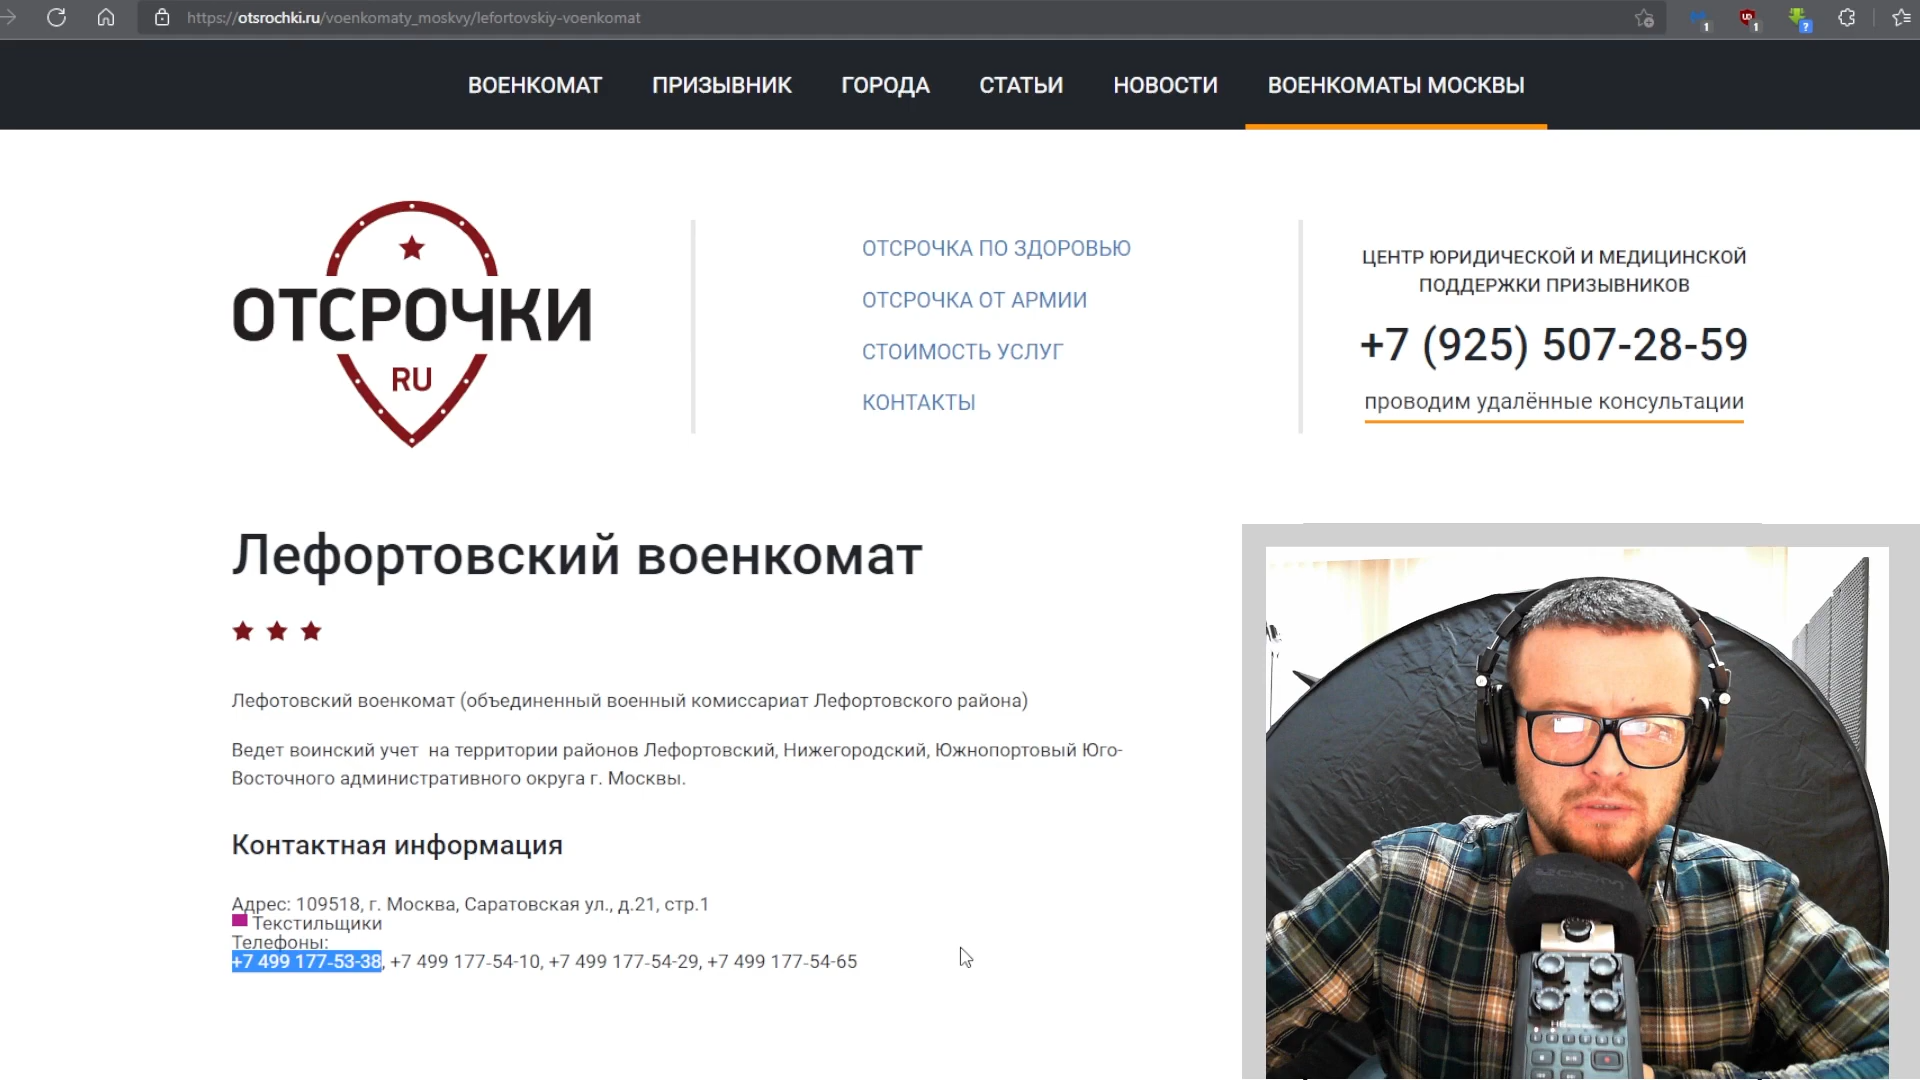 https://otsrochki.ru/voenkomaty_moskvy/lefortovskiy-voenkomat
1
1
?
ВОЕНКОМАТ ПРИЗЫВНИК ГОРОДА СТАТЬИ НОВОСТИ ВОЕНКОМАТЫ МОСКВЫ
ОТСРОЧКИ
RU
ОТСРОЧКА ПО ЗДОРОВЬЮ
ОТСРОЧКА ОТ АРМИИ
СТОИМОСТЬ УСЛУГ
КОНТАКТЫ
ЦЕНТР ЮРИДИЧЕСКОЙ И МЕДИЦИНСКОЙ
ПОДДЕРЖКИ ПРИЗЫВНИКОВ
+7 (925) 507-28-59
проводим удалённые консультации
Лефортовский военкомат
Лефотовский военкомат (объединенный военный комиссариат Лефортовского района)
Ведет воинский учет на территории районов Лефортовский, Нижегородский, Южнопортовый Юго-
Восточного административного округа г. Москвы.
Контактная информация
Адрес: 109518, г. Москва, Саратовская ул., д.21, стр.1
Текстильщики
Телефоны:
+7 499 177-53-38, +7 499 177-54-10, +7 499 177-54-29, +7 499 177-54-65